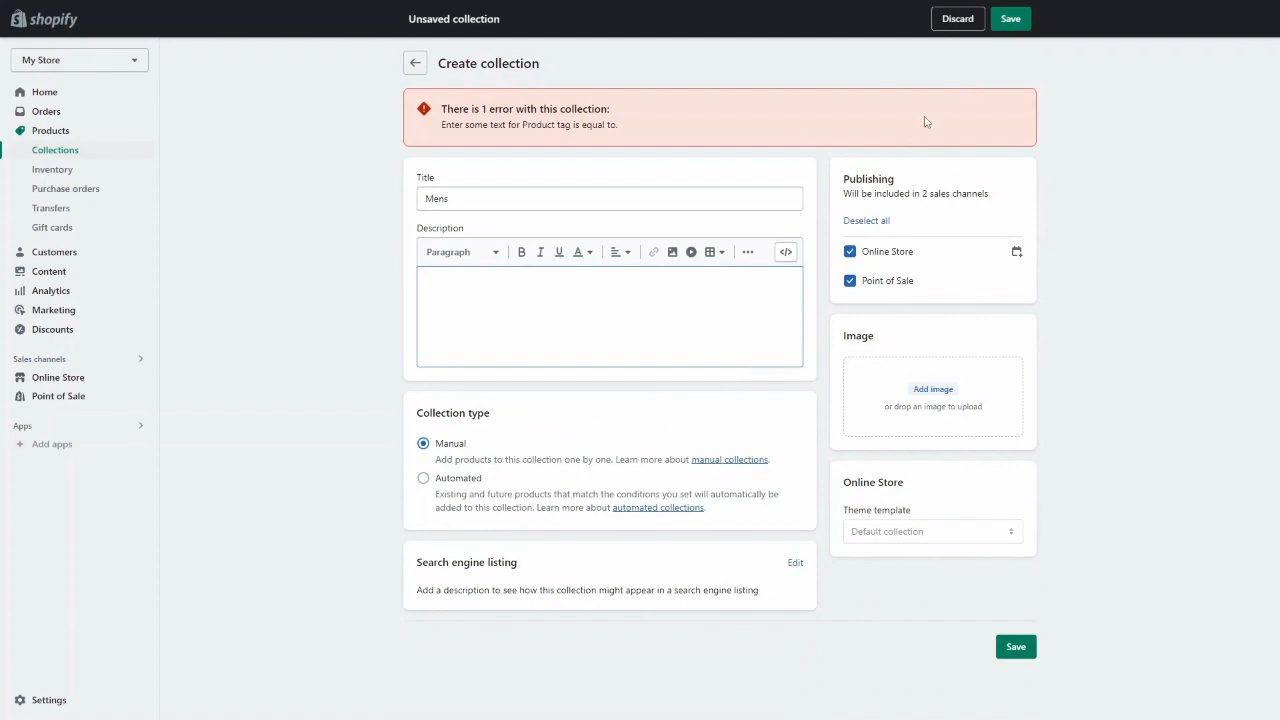 shopify
Unsaved collection
Discard
Save
My Store
Home
Orders
Products
Collections
Inventory
Purchase orders
Transfers
Gift cards
Customers
Content
Analytics
Marketing
Discounts
Sales channels
Online Store
Point of Sale
Apps
Add apps
Settings
Create collection
There is 1 error with this collection:
Enter some text for Product tag is equal to.
Title
Mens
Description
Paragraph
B I U A
</>
Collection type
Manual
Add products to this collection one by one. Learn more about manual collections.
Automated
Existing and future products that match the conditions you set will automatically be
added to this collection. Learn more about automated collections.
Search engine listing
Edit
Add a description to see how this collection might appear in a search engine listing
Publishing
Will be included in 2 sales channels
Deselect all
Online Store
Point of Sale
Image
Add image
or drop an image to upload
Online Store
Theme template
Default collection
Save